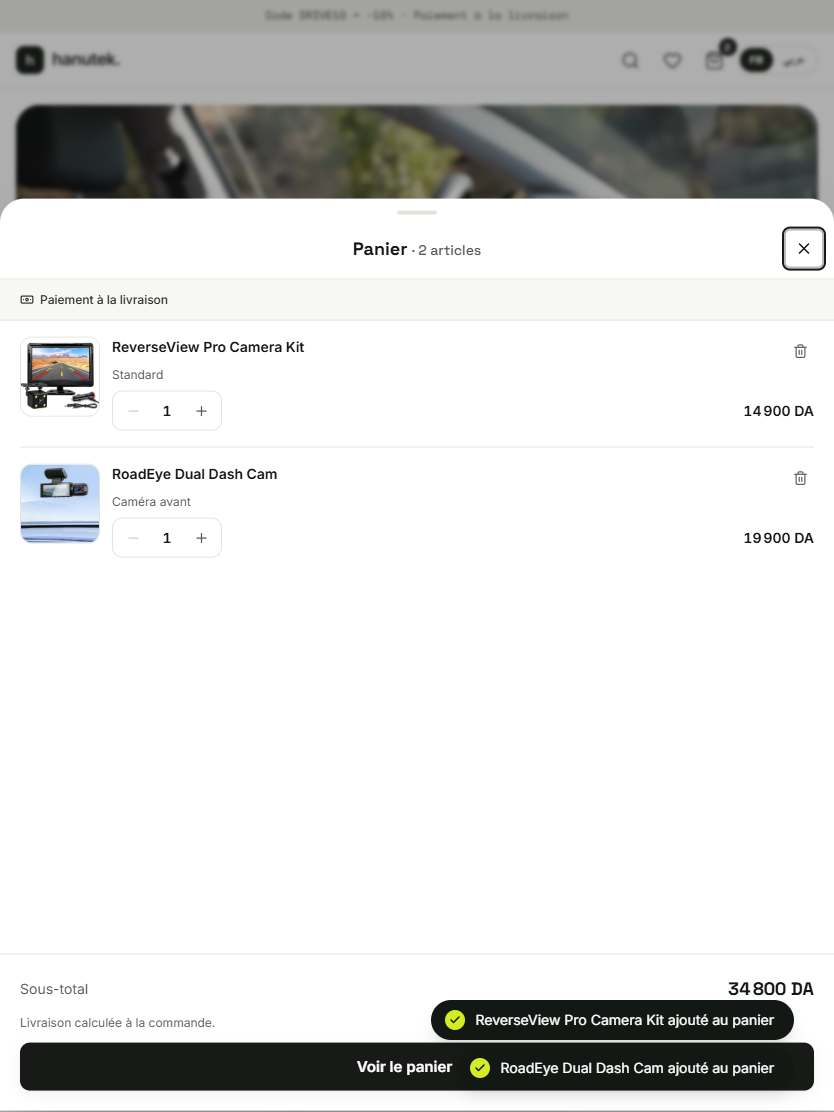 Code DRIVE10 = -10% · Paiement à la livraison
hanutek.
FR
Panier · 2 articles
Paiement à la livraison
ReverseView Pro Camera Kit
Standard
1
14 900 DA
RoadEye Dual Dash Cam
Caméra avant
1
19 900 DA
Sous-total
34 800 DA
Livraison calculée à la commande.
ReverseView Pro Camera Kit ajouté au panier
Voir le panier
RoadEye Dual Dash Cam ajouté au panier